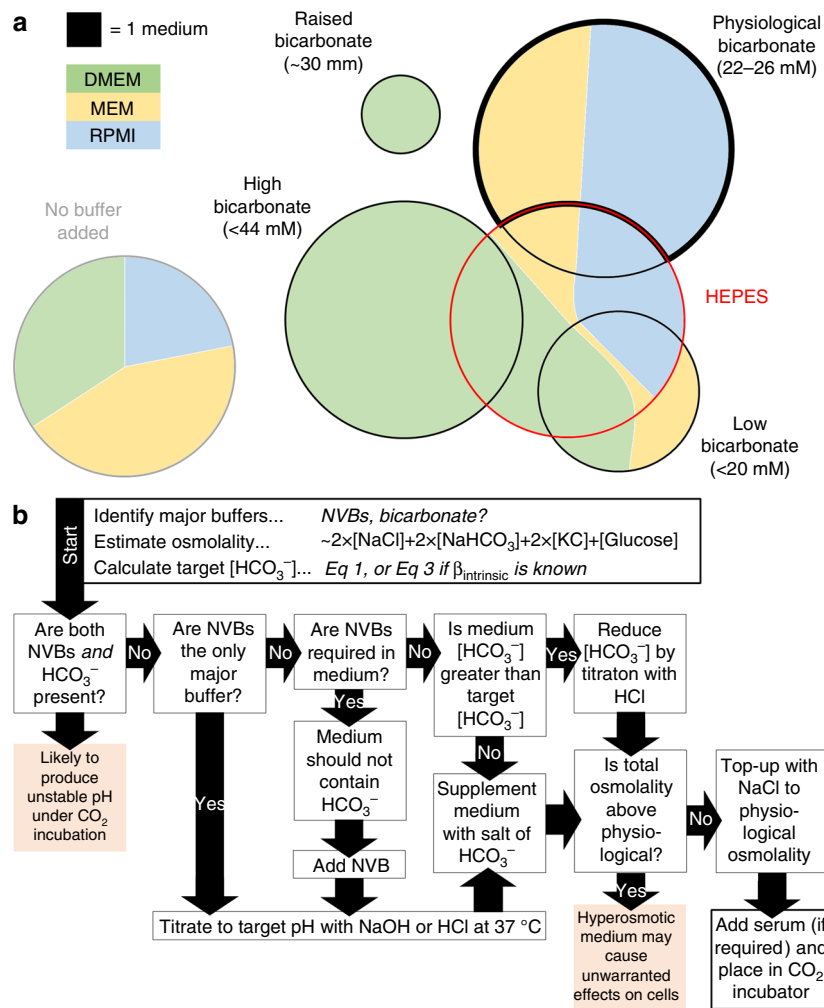 a
= 1 medium
DMEM
MEM
RPMI
Raised
bicarbonate
(~30 mm)
Physiological
bicarbonate
(22–26 mM)
No buffer
added
High
bicarbonate
(<44 mM)
HEPES
Low
bicarbonate
(<20 mM)
b
Start
Identify major buffers... NVBs, bicarbonate?
Estimate osmolality... ~2×[NaCl]+2×[NaHCO₃]+2×[KC]+[Glucose]
Calculate target [HCO₃⁻]... Eq 1, or Eq 3 if βintrinsic is known
Are both
NVBs and
HCO₃⁻
present?
No
Are NVBs
the only
major
buffer?
No
Are NVBs
required in
medium?
No
Is medium
[HCO₃⁻]
greater than
target
[HCO₃⁻]
Yes
Reduce
[HCO₃⁻] by
titraton with
HCl
Likely to
produce
unstable pH
under CO₂
incubation
Yes
Yes
Medium
should not
contain
HCO₃⁻
Add NVB
No
Supplement
medium
with salt of
HCO₃⁻
Is total
osmolality
above
physio-
logical?
No
Top-up with
NaCl to
physio-
logical
osmolality
Titrate to target pH with NaOH or HCl at 37 °C
Yes
Hyperosmotic
medium may
cause
unwarranted
effects on cells
Add serum (if
required) and
place in CO₂
incubator